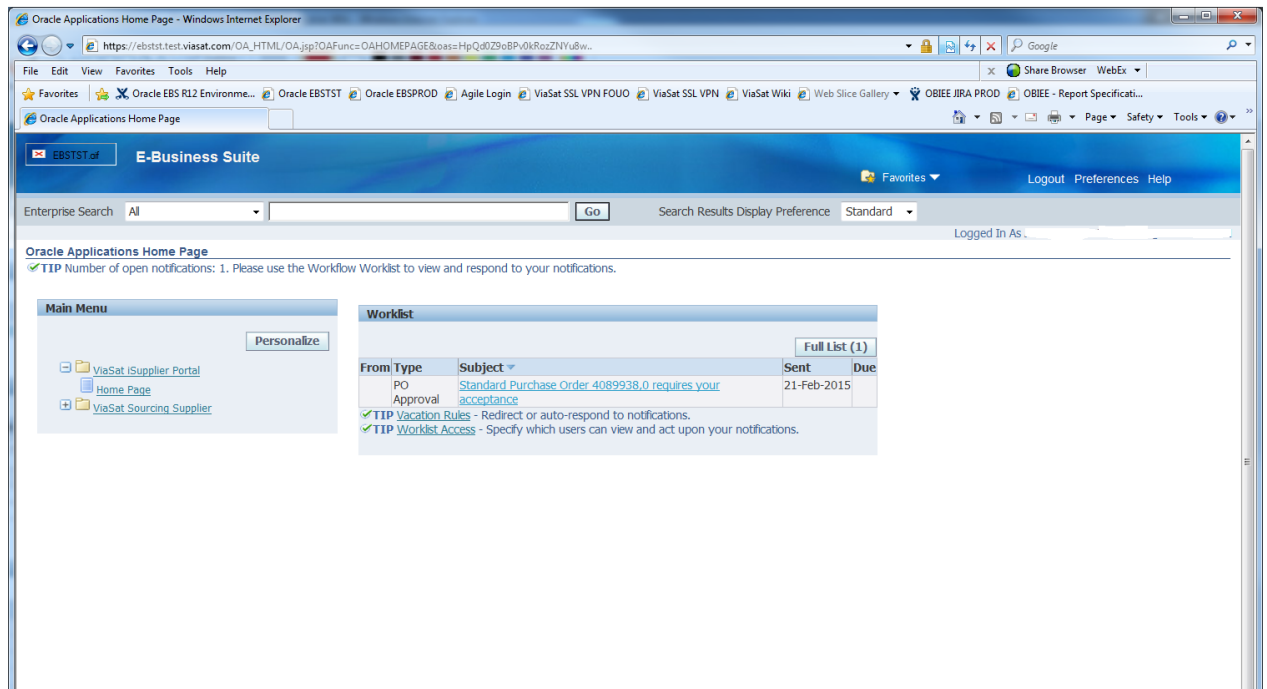 Oracle Applications Home Page - Windows Internet Explorer
https://ebstst.test.viasat.com/OA_HTML/OA.jsp?OAFunc=OAHOMEPAGE&oas=HpQd0Z9oBPv0kRozZNYu8w..
Google
File Edit View Favorites Tools Help
x Share Browser WebEx
Favorites Oracle EBS R12 Environme... Oracle EBSTST Oracle EBSPROD Agile Login ViaSat SSL VPN FOUO ViaSat SSL VPN ViaSat Wiki Web Slice Gallery OBIEE JIRA PROD OBIEE - Report Specificati...
Oracle Applications Home Page
Page Safety Tools
EBSTST.gif E-Business Suite
Favorites Logout Preferences Help
Enterprise Search All Go Search Results Display Preference Standard
Logged In As
Oracle Applications Home Page
TIP Number of open notifications: 1. Please use the Workflow Worklist to view and respond to your notifications.
Main Menu
Personalize
ViaSat iSupplier Portal
Home Page
ViaSat Sourcing Supplier
Worklist
Full List (1)
From Type Subject Sent Due
PO Approval Standard Purchase Order 4089938,0 requires your acceptance 21-Feb-2015
TIP Vacation Rules - Redirect or auto-respond to notifications.
TIP Worklist Access - Specify which users can view and act upon your notifications.